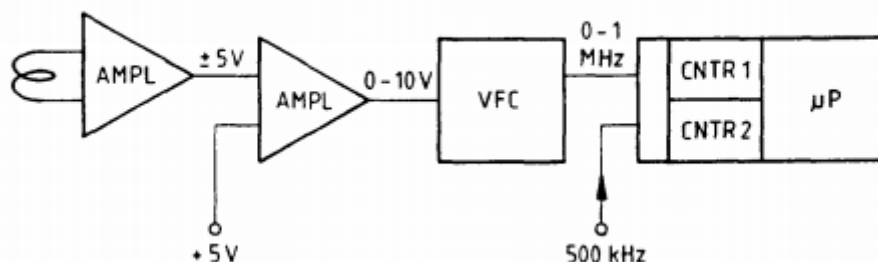 AMPL
± 5V
AMPL
0-10V
VFC
0-1
MHz
CNTR 1
CNTR 2
µP
+ 5V
500 kHz